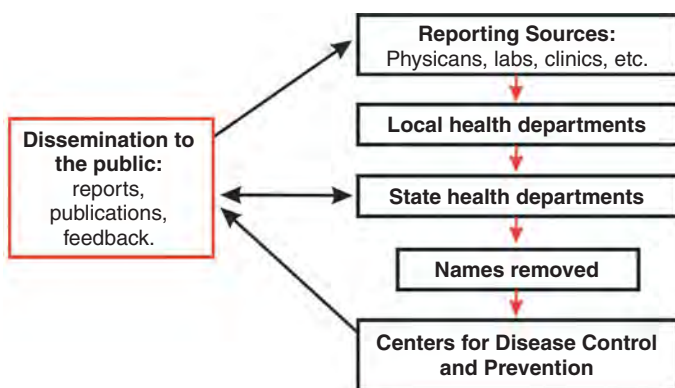 Reporting Sources:
Physicans, labs, clinics, etc.
Local health departments
Dissemination to
the public:
reports,
publications,
feedback.
State health departments
Names removed
Centers for Disease Control
and Prevention